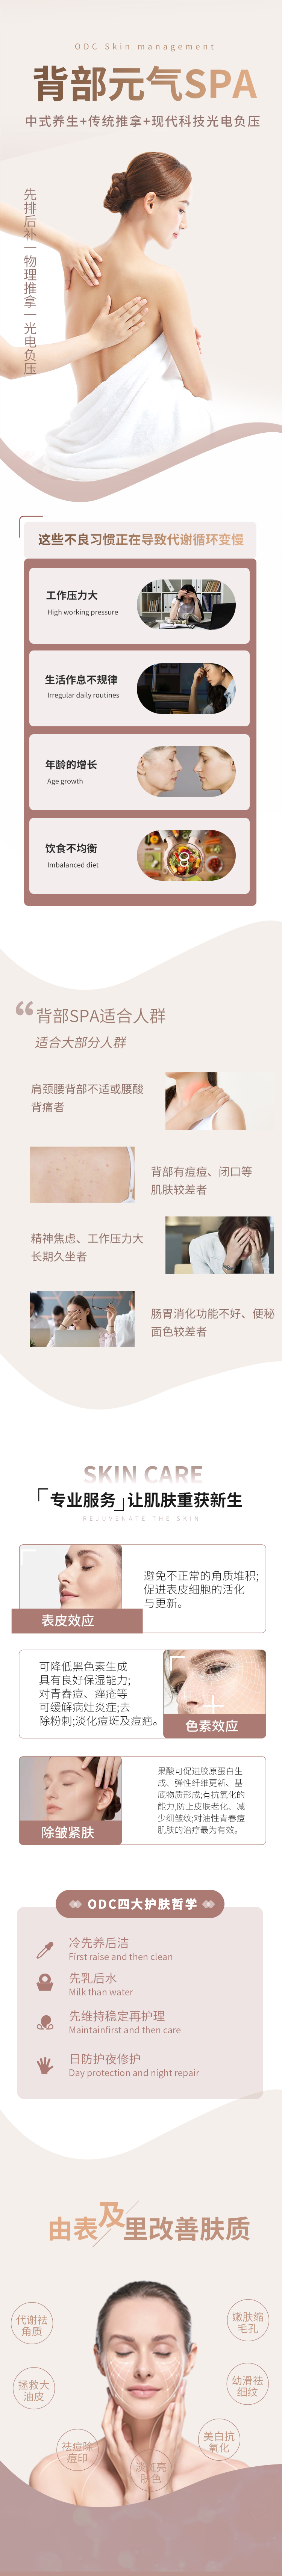 ODC Skin management
背部元气SPA
中式养生+传统推拿+现代科技光电负压
先排后补—物理推拿—光电负压
这些不良习惯正在导致代谢循环变慢
工作压力大
High working pressure
生活作息不规律
Irregular daily routines
年龄的增长
Age growth
饮食不均衡
Imbalanced diet
背部SPA适合人群
适合大部分人群
肩颈腰背部不适或腰酸
背痛者
背部有痘痘、闭口等
肌肤较差者
精神焦虑、工作压力大
长期久坐者
肠胃消化功能不好、便秘
面色较差者
SKIN CARE
「专业服务」让肌肤重获新生
REJUVENATE THE SKIN
避免不正常的角质堆积;
促进表皮细胞的活化
与更新。
表皮效应
可降低黑色素生成
具有良好保湿能力;
对青春痘、痤疮等
可缓解病灶炎症;去
除粉刺;淡化痘斑及痘疤。
色素效应
果酸可促进胶原蛋白生
成、弹性纤维更新、基
底物质形成;有抗氧化的
能力,防止皮肤老化、减
少细皱纹;对油性青春痘
肌肤的治疗最为有效。
除皱紧肤
ODC四大护肤哲学
冷先养后洁
First raise and then clean
先乳后水
Milk than water
先维持稳定再护理
Maintainfirst and then care
日防护夜修护
Day protection and night repair
由表及里改善肤质
代谢祛
角质
嫩肤缩
毛孔
拯救大
油皮
幼滑祛
细纹
祛痘除
痘印
美白抗
氧化
淡斑亮
肤色